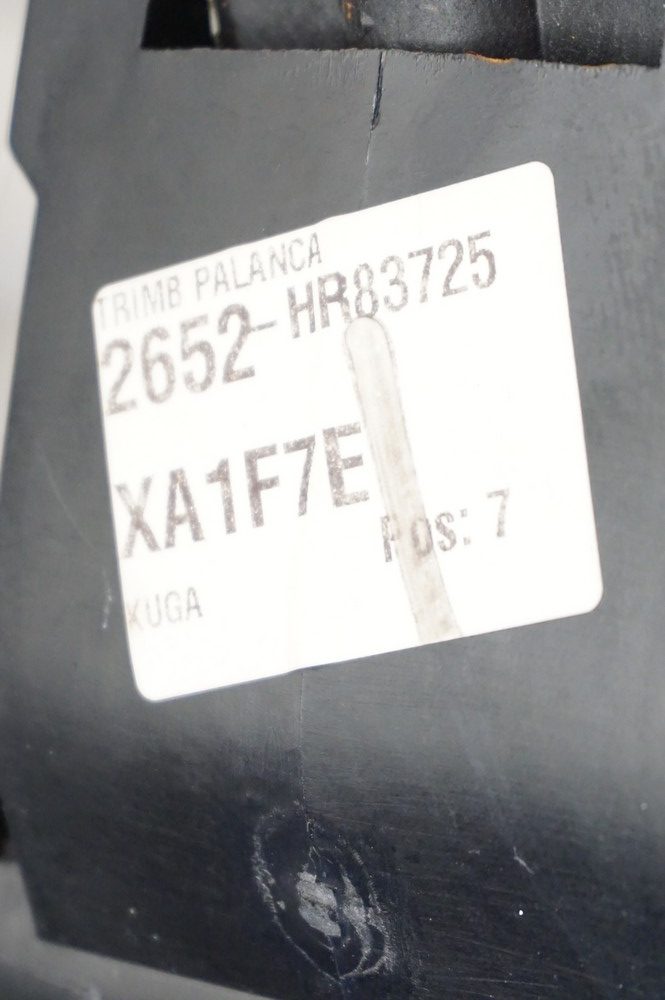 TRIMB PALANCA
2652-HR83725
XA1F7E
Pos: 7
KUGA